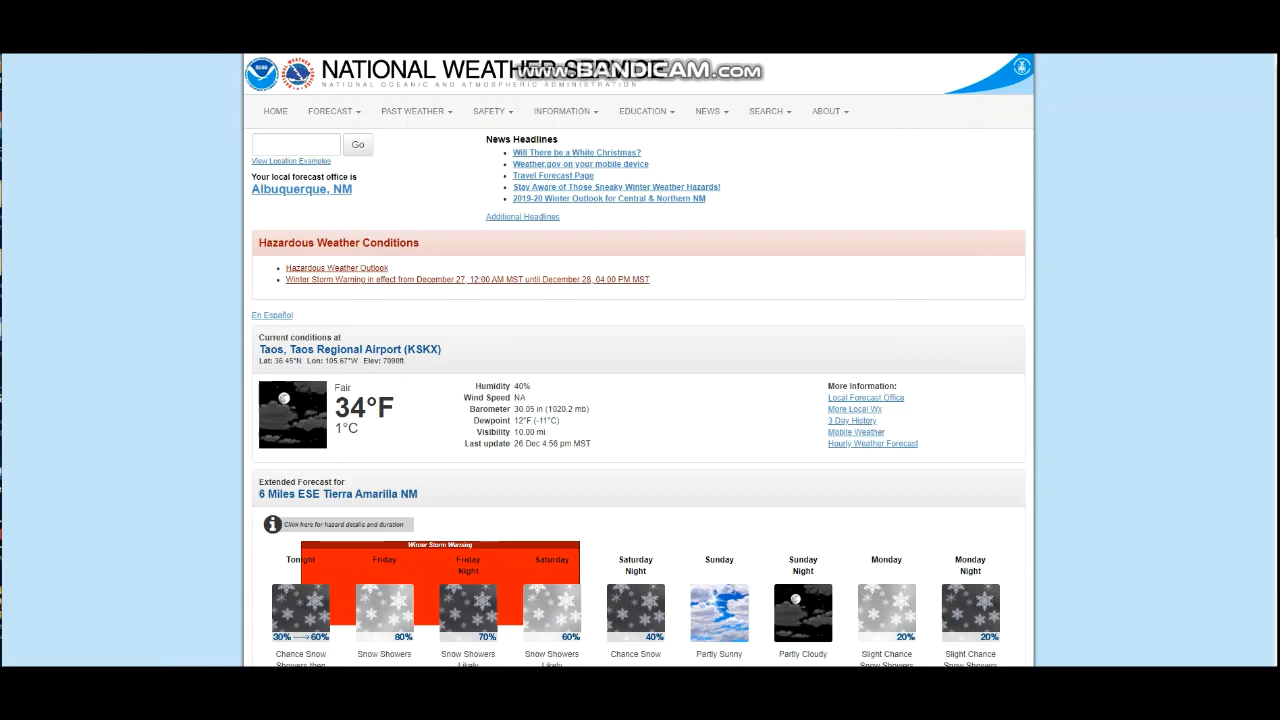 NATIONAL WEATHER SERVICE
www.BANDICAM.com
NATIONAL OCEANIC AND ATMOSPHERIC ADMINISTRATION
HOME FORECAST PAST WEATHER SAFETY INFORMATION EDUCATION NEWS SEARCH ABOUT
Go
View Location Examples
Your local forecast office is
Albuquerque, NM
News Headlines
Will There be a White Christmas?
Weather.gov on your mobile device
Travel Forecast Page
Stay Aware of Those Sneaky Winter Weather Hazards!
2019-20 Winter Outlook for Central & Northern NM
Additional Headlines
Hazardous Weather Conditions
Hazardous Weather Outlook
Winter Storm Warning in effect from December 27, 12:00 AM MST until December 28, 04:00 PM MST
En Español
Current conditions at
Taos, Taos Regional Airport (KSKX)
Lat: 36.45°N Lon: 105.67°W Elev: 7090ft.
Fair
34°F
1°C
Humidity 40%
Wind Speed NA
Barometer 30.05 in (1020.2 mb)
Dewpoint 12°F (-11°C)
Visibility 10.00 mi
Last update 26 Dec 4:56 pm MST
More Information:
Local Forecast Office
More Local Wx
3 Day History
Mobile Weather
Hourly Weather Forecast
Extended Forecast for
6 Miles ESE Tierra Amarilla NM
Click here for hazard details and duration
Winter Storm Warning
Tonight Friday Friday Night Saturday Saturday Night Sunday Sunday Night Monday Monday Night
30% 60% 80% 70% 60% 40% 20% 20%
Chance Snow Snow Showers Snow Showers Snow Showers Chance Snow Partly Sunny Partly Cloudy Slight Chance Slight Chance
Showers then Likely Likely Snow Showers Snow Showers